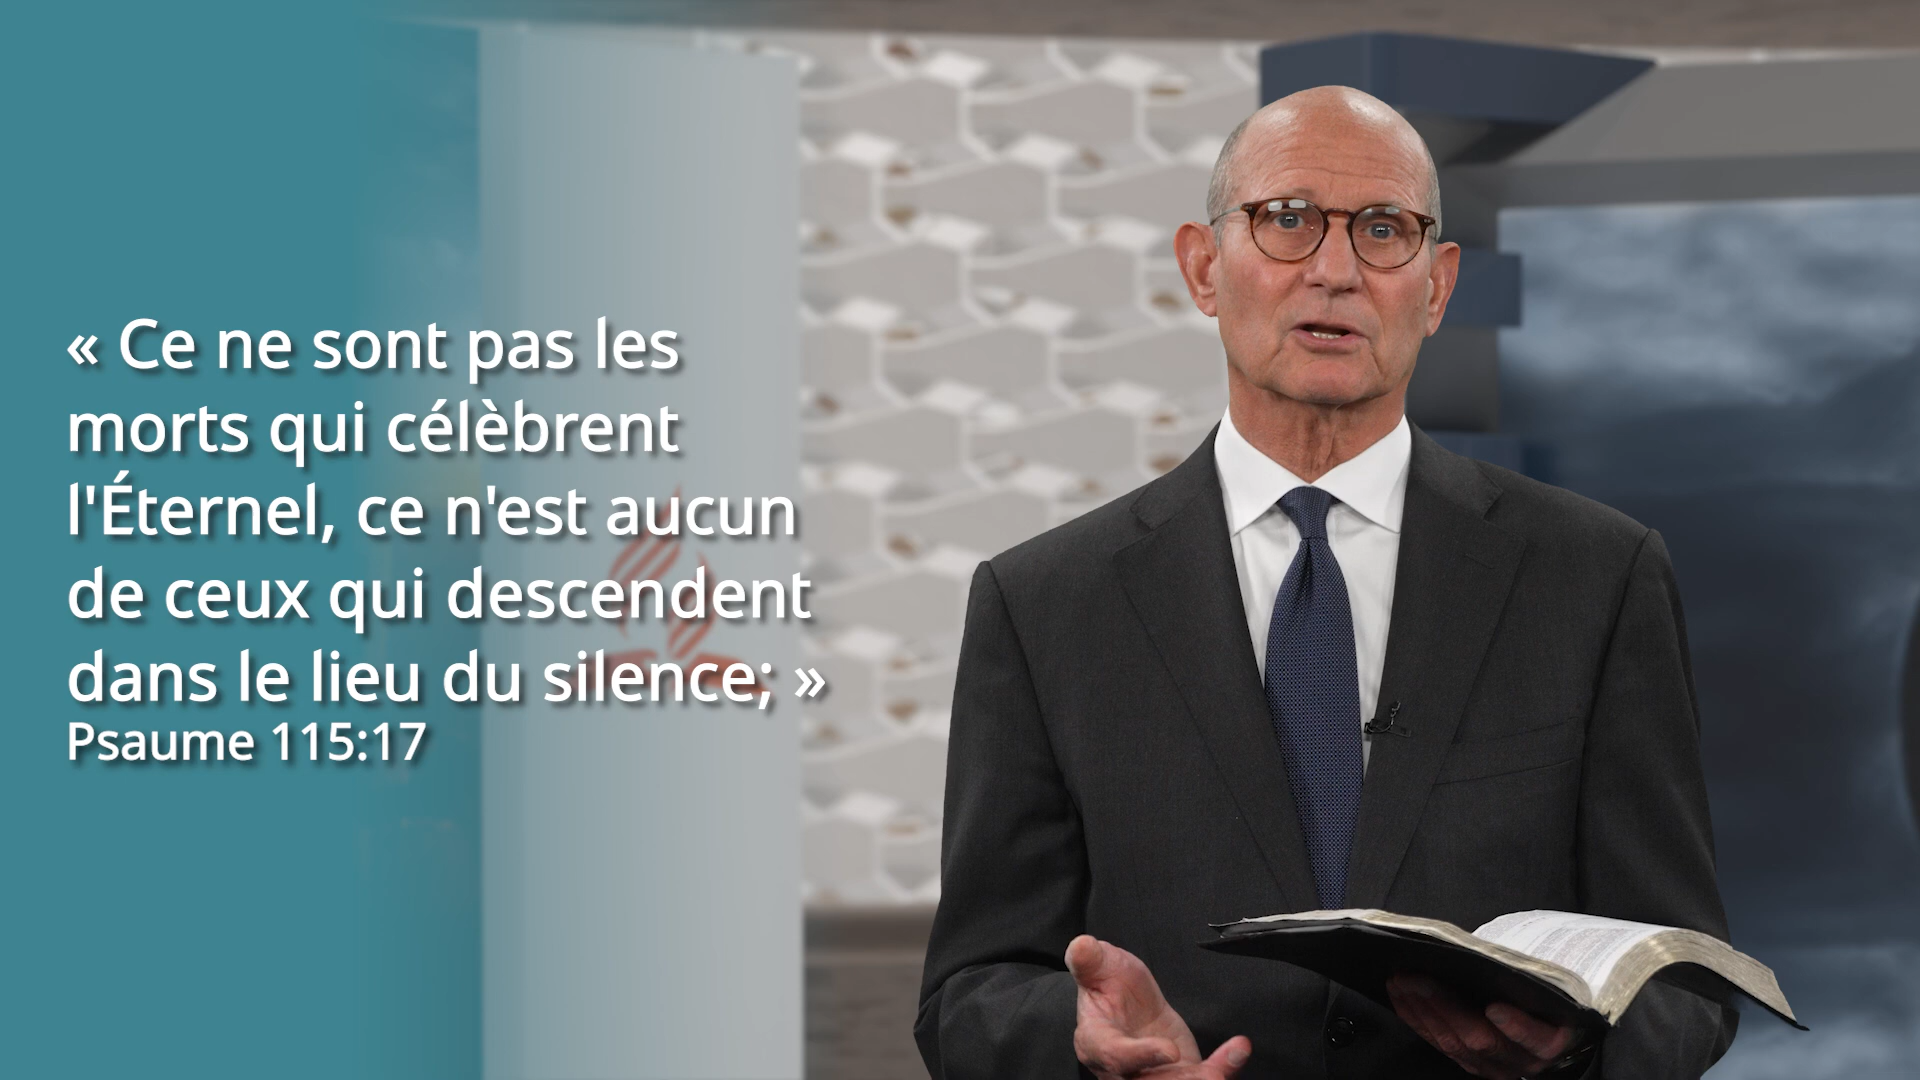 « Ce ne sont pas les
morts qui célèbrent
l'Éternel, ce n'est aucun
de ceux qui descendent
dans le lieu du silence; »
Psaume 115:17